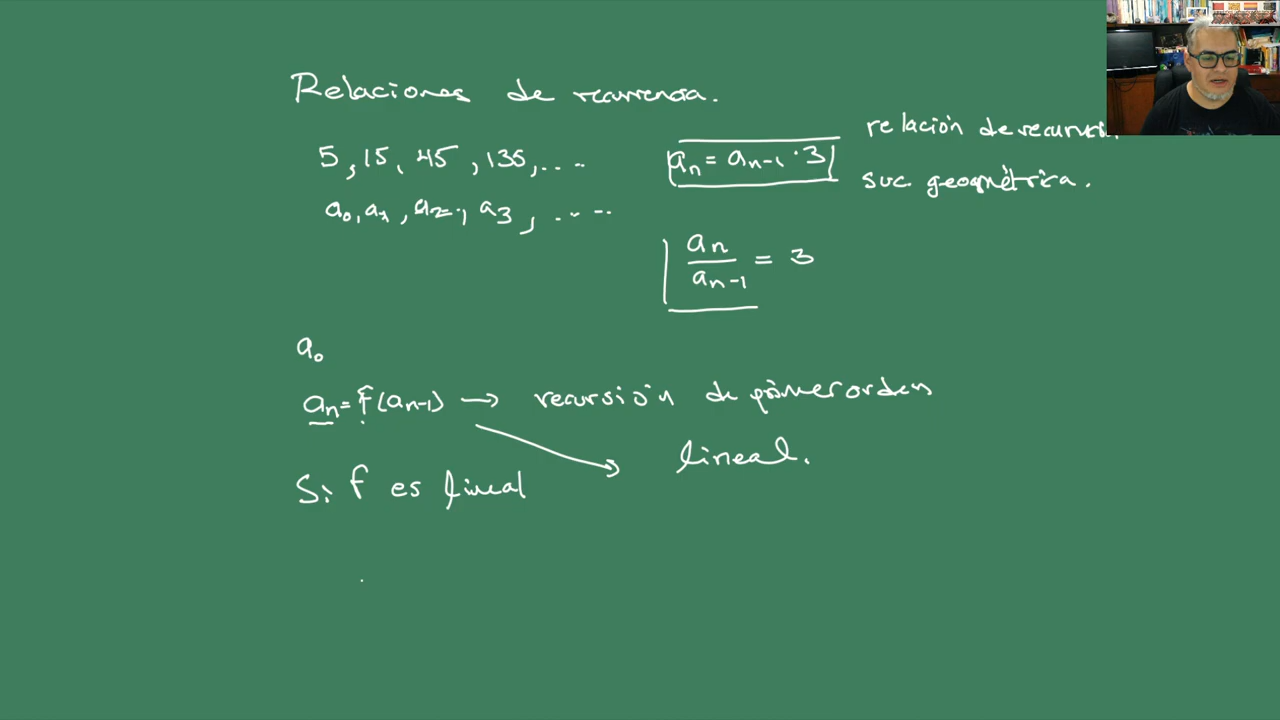 Relaciones de recurrencia.
5, 15, 45, 135, ....
a₀, a₁, a₂, a₃, .....
aₙ = aₙ₋₁ · 3
relación de
suc. geométrica.
aₙ / aₙ₋₁ = 3
a₀
aₙ = f(aₙ₋₁) → recursión de primer orden
lineal.
Si f es lineal